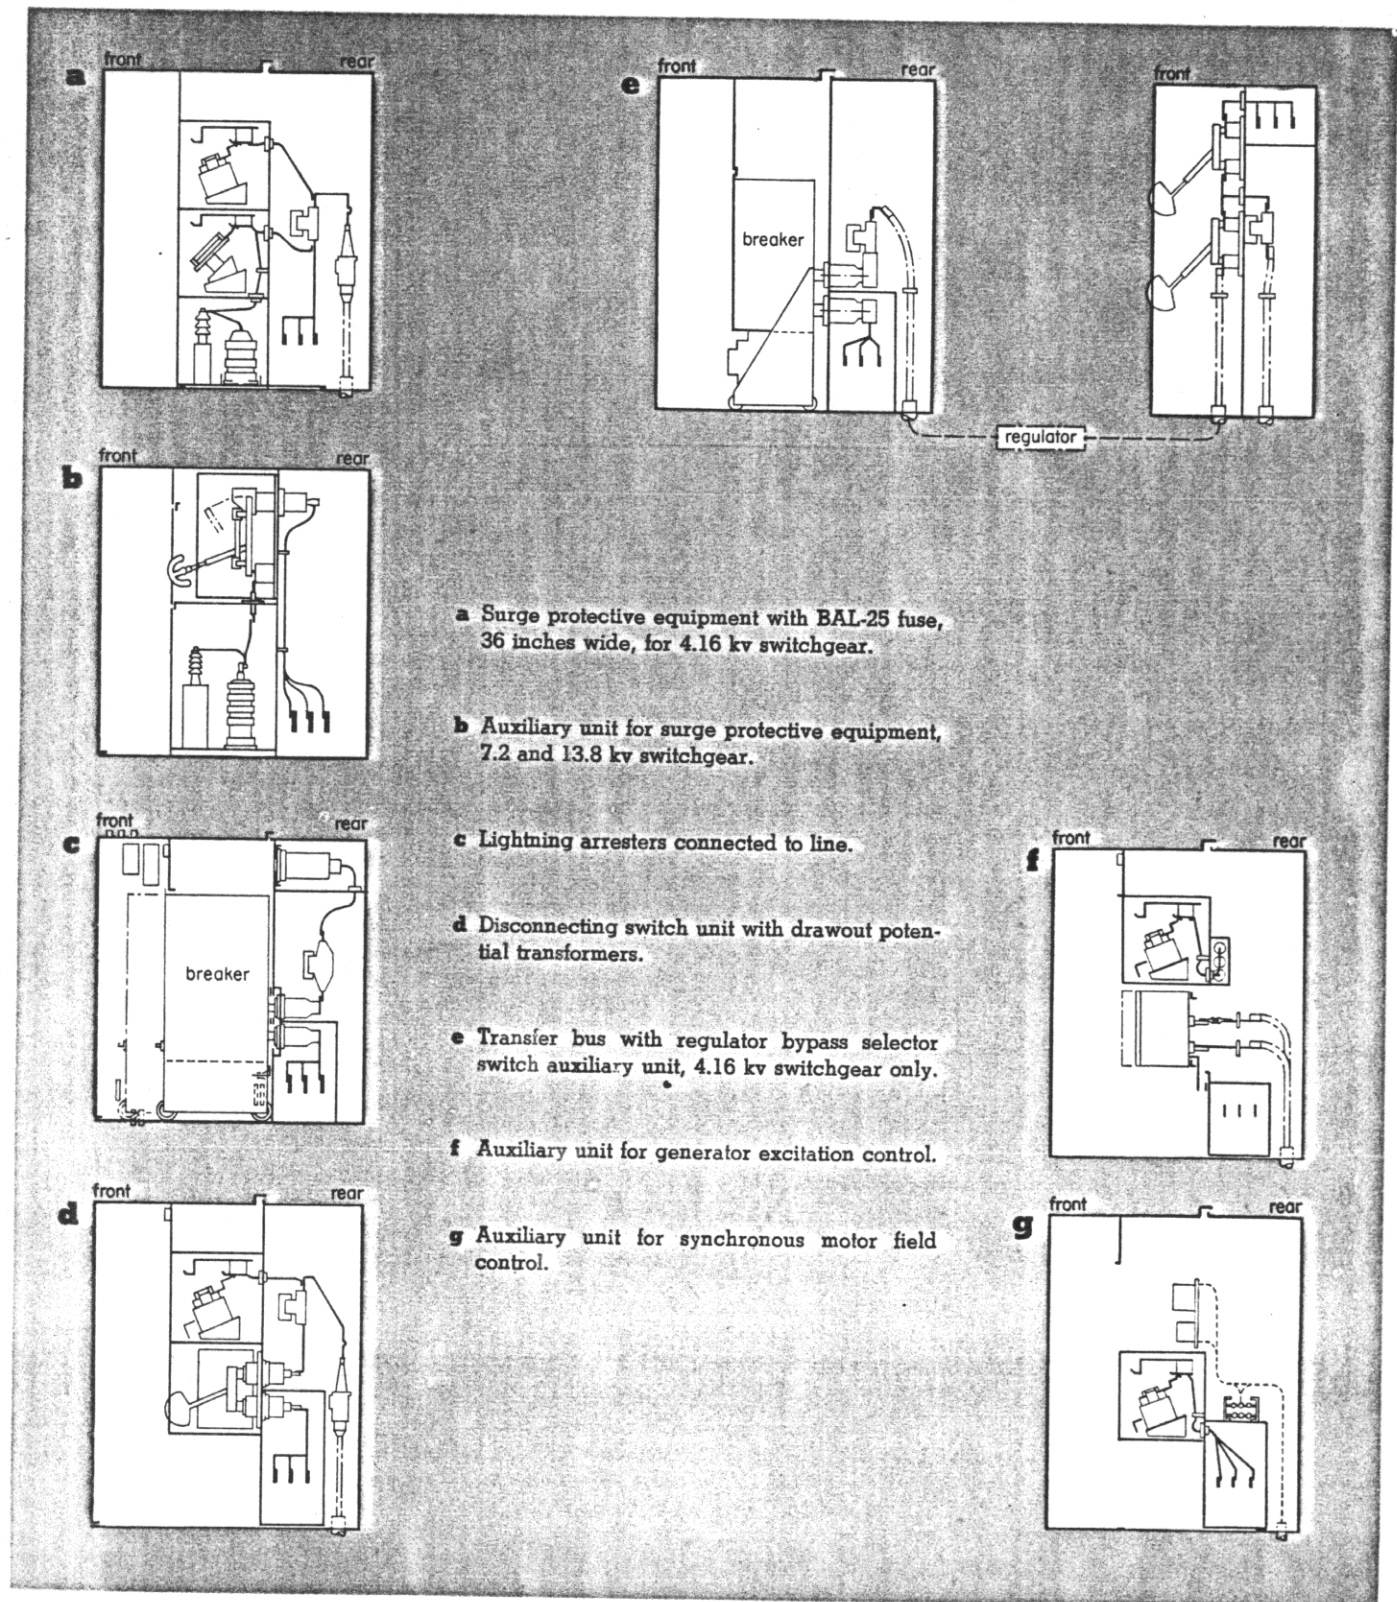 a
front
rear
e
front
rear
front
breaker
regulator
b
front
rear
a Surge protective equipment with BAL-25 fuse,
36 inches wide, for 4.16 kv switchgear.
b Auxiliary unit for surge protective equipment,
7.2 and 13.8 kv switchgear.
c
front
rear
breaker
c Lightning arresters connected to line.
d Disconnecting switch unit with drawout poten-
tial transformers.
e Transfer bus with regulator bypass selector
switch auxiliary unit, 4.16 kv switchgear only.
f Auxiliary unit for generator excitation control.
g Auxiliary unit for synchronous motor field
control.
f
front
rear
d
front
rear
g
front
rear